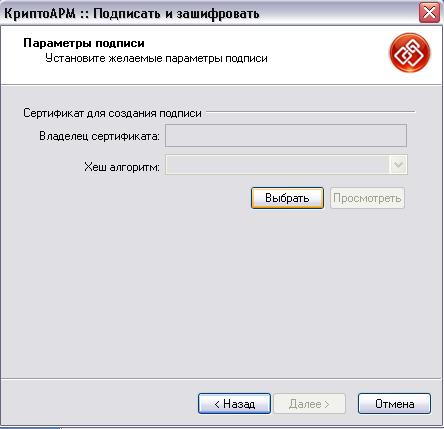 КриптоАРМ :: Подписать и зашифровать
Параметры подписи
Установите желаемые параметры подписи
Сертификат для создания подписи
Владелец сертификата:
Хеш алгоритм:
Выбрать
Просмотреть
< Назад
Далее >
Отмена